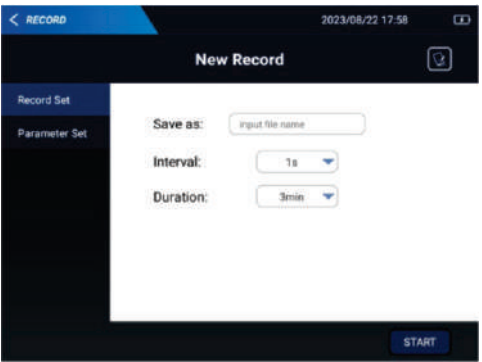 RECORD 2023/08/22 17:58
New Record
Record Set
Parameter Set
Save as: input file name
Interval: 1s
Duration: 3min
START